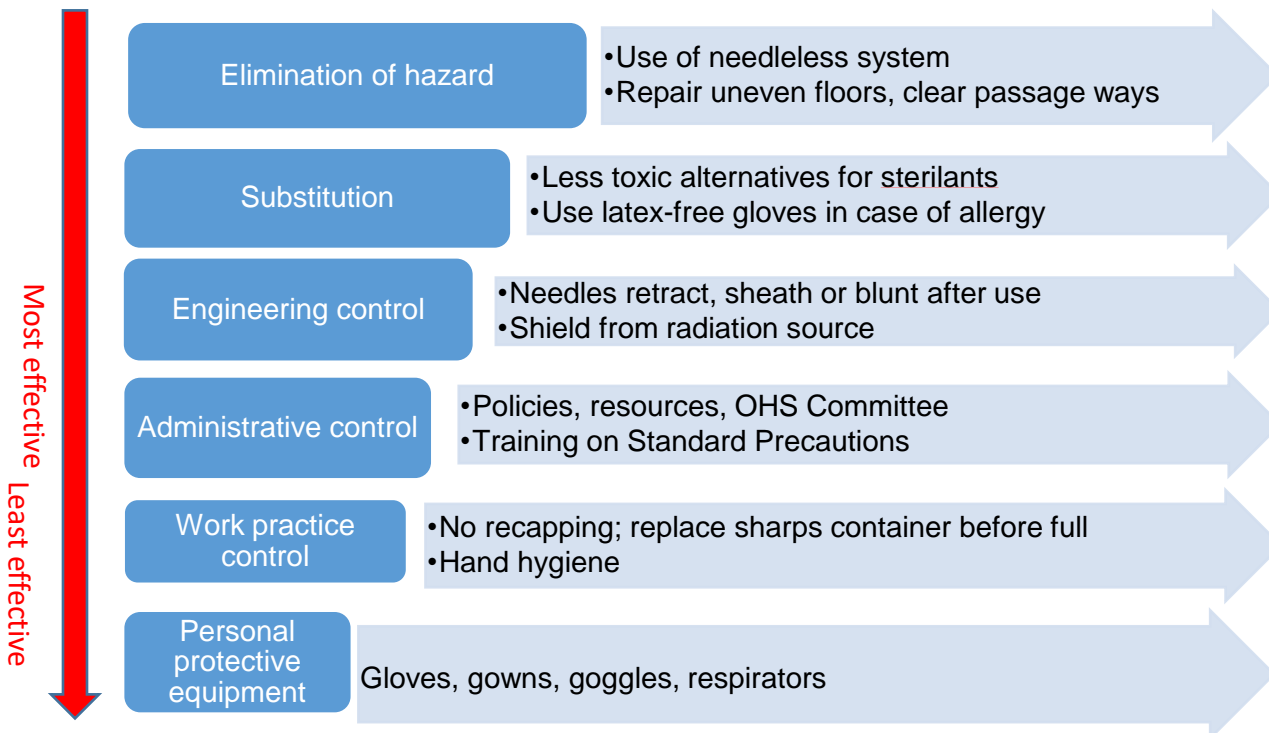 Elimination of hazard
•Use of needleless system
•Repair uneven floors, clear passage ways
Substitution
•Less toxic alternatives for sterilants
•Use latex-free gloves in case of allergy
Engineering control
•Needles retract, sheath or blunt after use
•Shield from radiation source
Administrative control
•Policies, resources, OHS Committee
•Training on Standard Precautions
Work practice
control
•No recapping; replace sharps container before full
•Hand hygiene
Personal
protective
equipment
Gloves, gowns, goggles, respirators
Most effective
Least effective